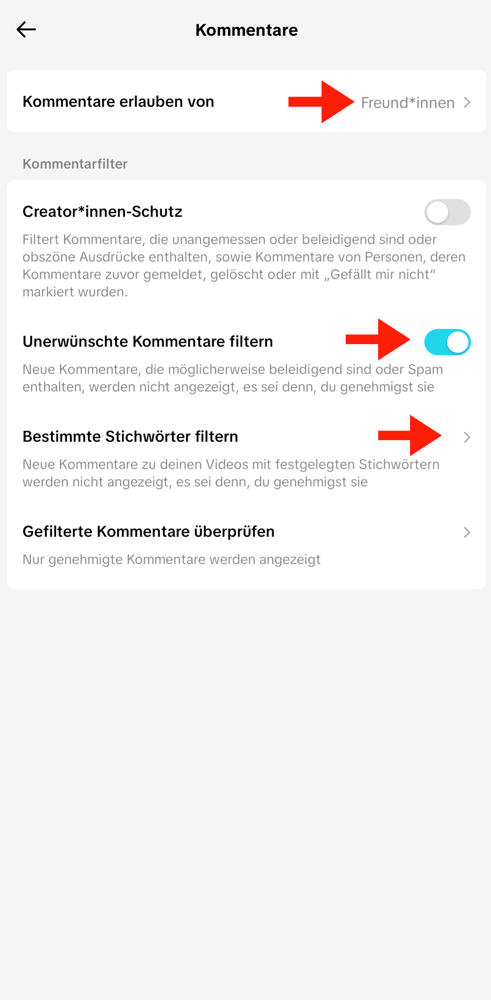 Kommentare
Kommentare erlauben von
Freund*innen
Kommentarfilter
Creator*innen-Schutz
Filtert Kommentare, die unangemessen oder beleidigend sind oder
obszöne Ausdrücke enthalten, sowie Kommentare von Personen, deren
Kommentare zuvor gemeldet, gelöscht oder mit „Gefällt mir nicht“
markiert wurden.
Unerwünschte Kommentare filtern
Neue Kommentare, die möglicherweise beleidigend sind oder Spam
enthalten, werden nicht angezeigt, es sei denn, du genehmigst sie
Bestimmte Stichwörter filtern
Neue Kommentare zu deinen Videos mit festgelegten Stichwörtern
werden nicht angezeigt, es sei denn, du genehmigst sie
Gefilterte Kommentare überprüfen
Nur genehmigte Kommentare werden angezeigt